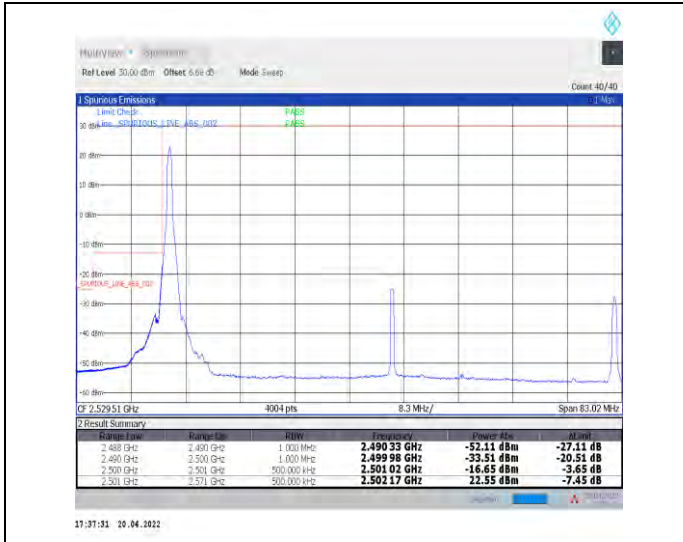 MultiView
Spectrum
Ref Level 30.00 dBm Offset 6.68 dB Mode Sweep
Count 40/40
1 Spurious Emissions
1 Max
Limit Check PASS
Line _SPURIOUS_LINE_ABS_002 PASS
30 dBm
20 dBm
10 dBm
0 dBm
-10 dBm
-20 dBm
_SPURIOUS_LINE_ABS_002
-30 dBm
-40 dBm
-50 dBm
-60 dBm
CF 2.52951 GHz 4004 pts 8.3 MHz/ Span 83.02 MHz
2 Result Summary
Range Low Range Up RBW Frequency Power Abs ΔLimit
2.488 GHz 2.490 GHz 1.000 MHz 2.490 33 GHz -52.11 dBm -27.11 dB
2.490 GHz 2.500 GHz 1.000 MHz 2.499 98 GHz -33.51 dBm -20.51 dB
2.500 GHz 2.501 GHz 500.000 kHz 2.501 02 GHz -16.65 dBm -3.65 dB
2.501 GHz 2.571 GHz 500.000 kHz 2.502 17 GHz 22.55 dBm -7.45 dB
17:37:31 20.04.2022